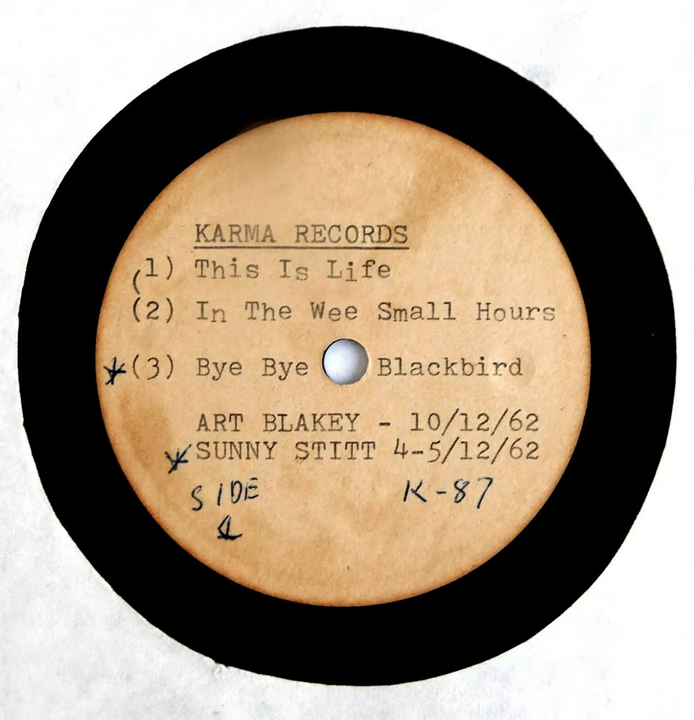 KARMA RECORDS
(1) This Is Life
(2) In The Wee Small Hours
*(3) Bye Bye Blackbird
ART BLAKEY - 10/12/62
*SUNNY STITT 4-5/12/62
SIDE K-87